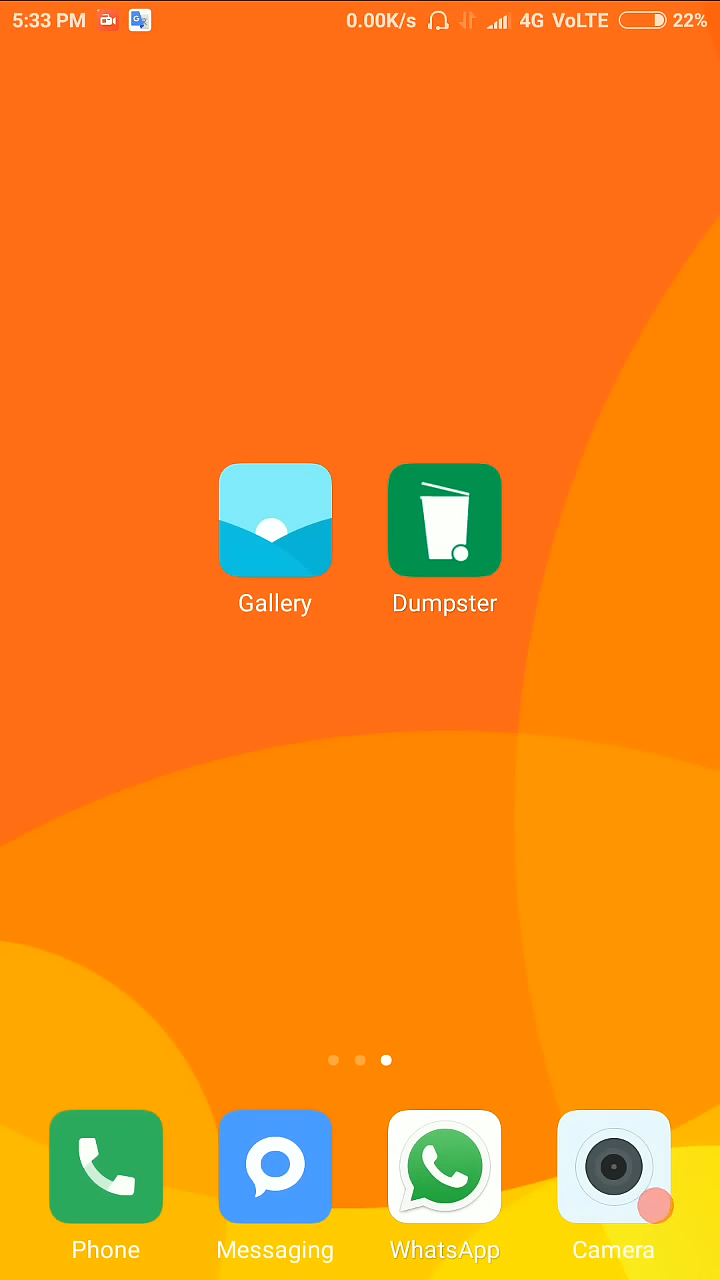 5:33 PM 0.00K/s 4G VoLTE 22%
Gallery Dumpster
Phone Messaging WhatsApp Camera